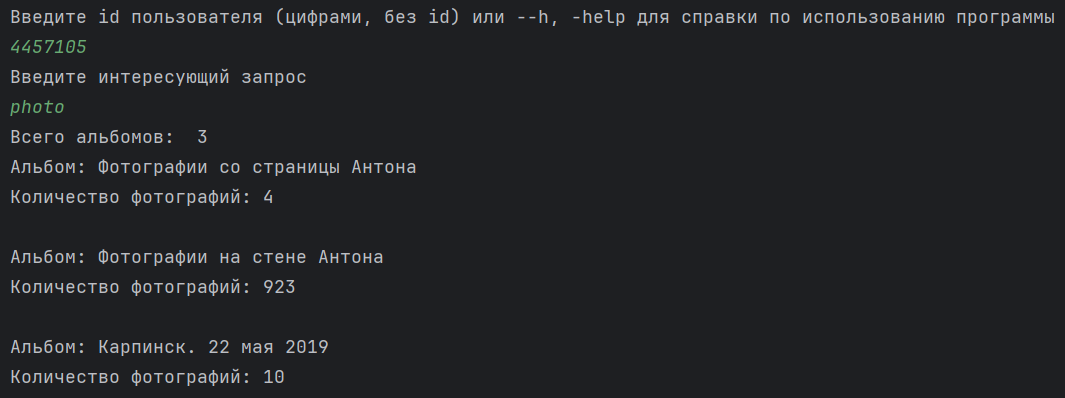 Введите id пользователя (цифрами, без id) или --h, -help для справки по использованию программы
4457105
Введите интересующий запрос
photo
Всего альбомов:  3
Альбом: Фотографии со страницы Антона
Количество фотографий: 4
Альбом: Фотографии на стене Антона
Количество фотографий: 923
Альбом: Карпинск. 22 мая 2019
Количество фотографий: 10